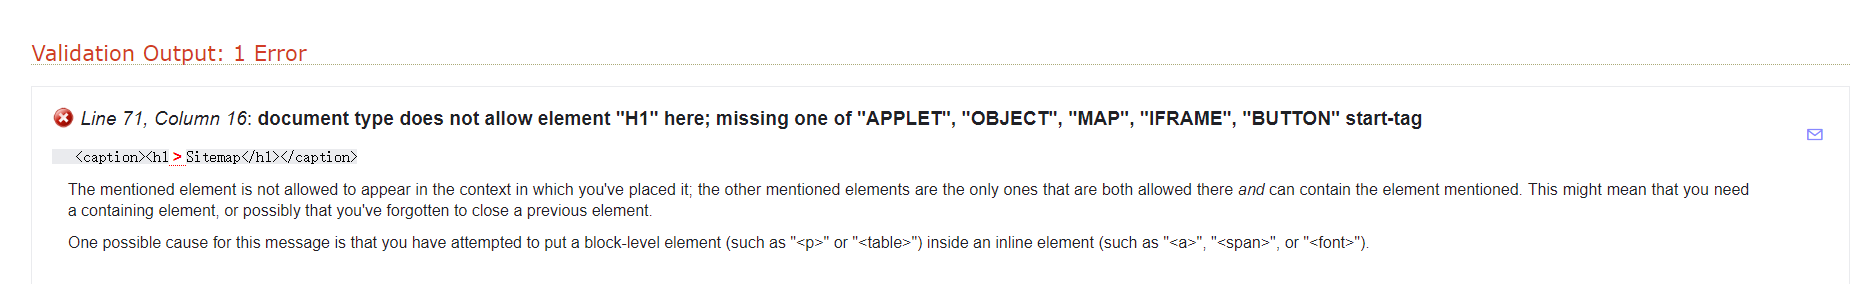 Validation Output: 1 Error
Line 71, Column 16: document type does not allow element "H1" here; missing one of "APPLET", "OBJECT", "MAP", "IFRAME", "BUTTON" start-tag
<caption><h1>Sitemap</h1></caption>
The mentioned element is not allowed to appear in the context in which you've placed it; the other mentioned elements are the only ones that are both allowed there and can contain the element mentioned. This might mean that you need
a containing element, or possibly that you've forgotten to close a previous element.
One possible cause for this message is that you have attempted to put a block-level element (such as "<p>" or "<table>") inside an inline element (such as "<a>", "<span>", or "<font>").